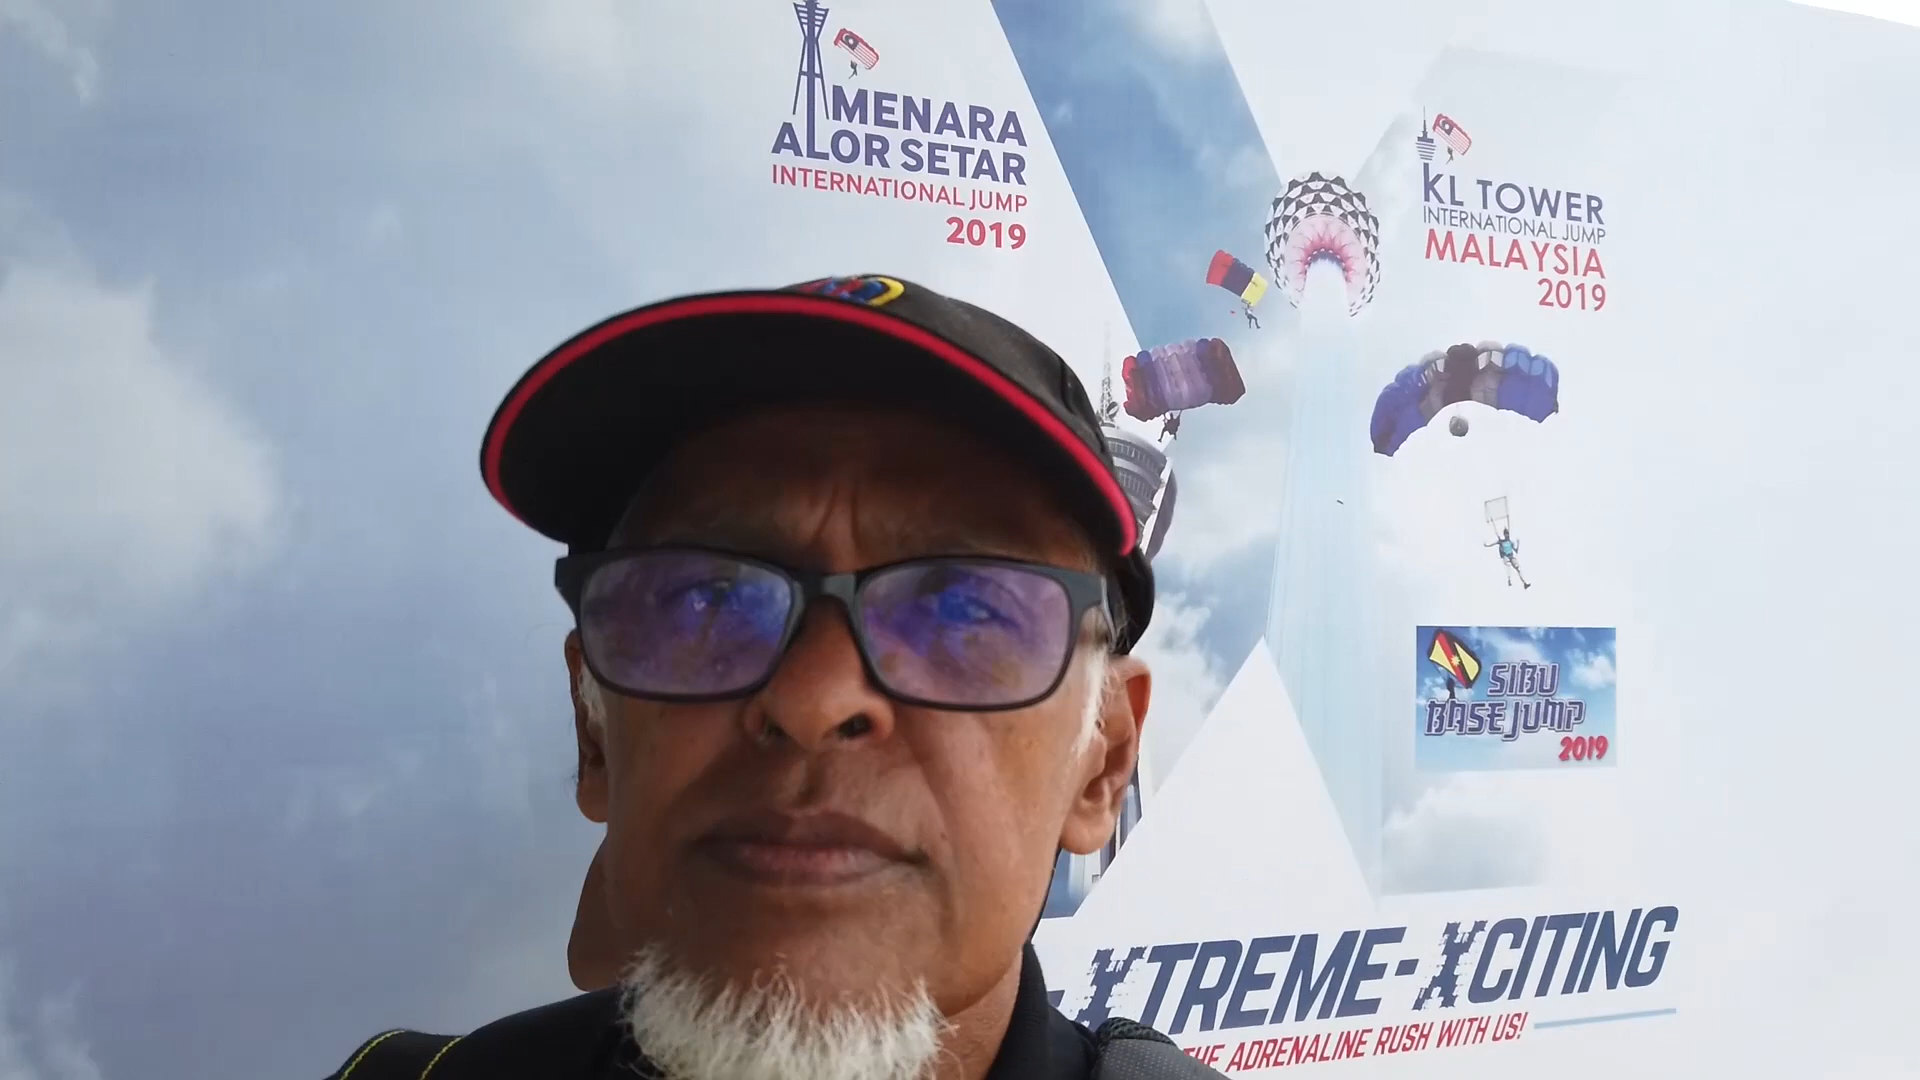 MENARA
ALOR SETAR
INTERNATIONAL JUMP
2019
KL TOWER
INTERNATIONAL JUMP
MALAYSIA
2019
SIBU
BASE JUMP
2019
XTREME-XCITING
THE ADRENALINE RUSH WITH US!